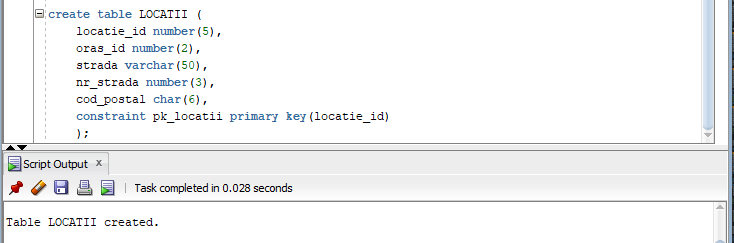 create table LOCATII (
locatie_id number(5),
oras_id number(2),
strada varchar(50),
nr_strada number(3),
cod_postal char(6),
constraint pk_locatii primary key(locatie_id)
);
Script Output x
Task completed in 0.028 seconds
Table LOCATII created.